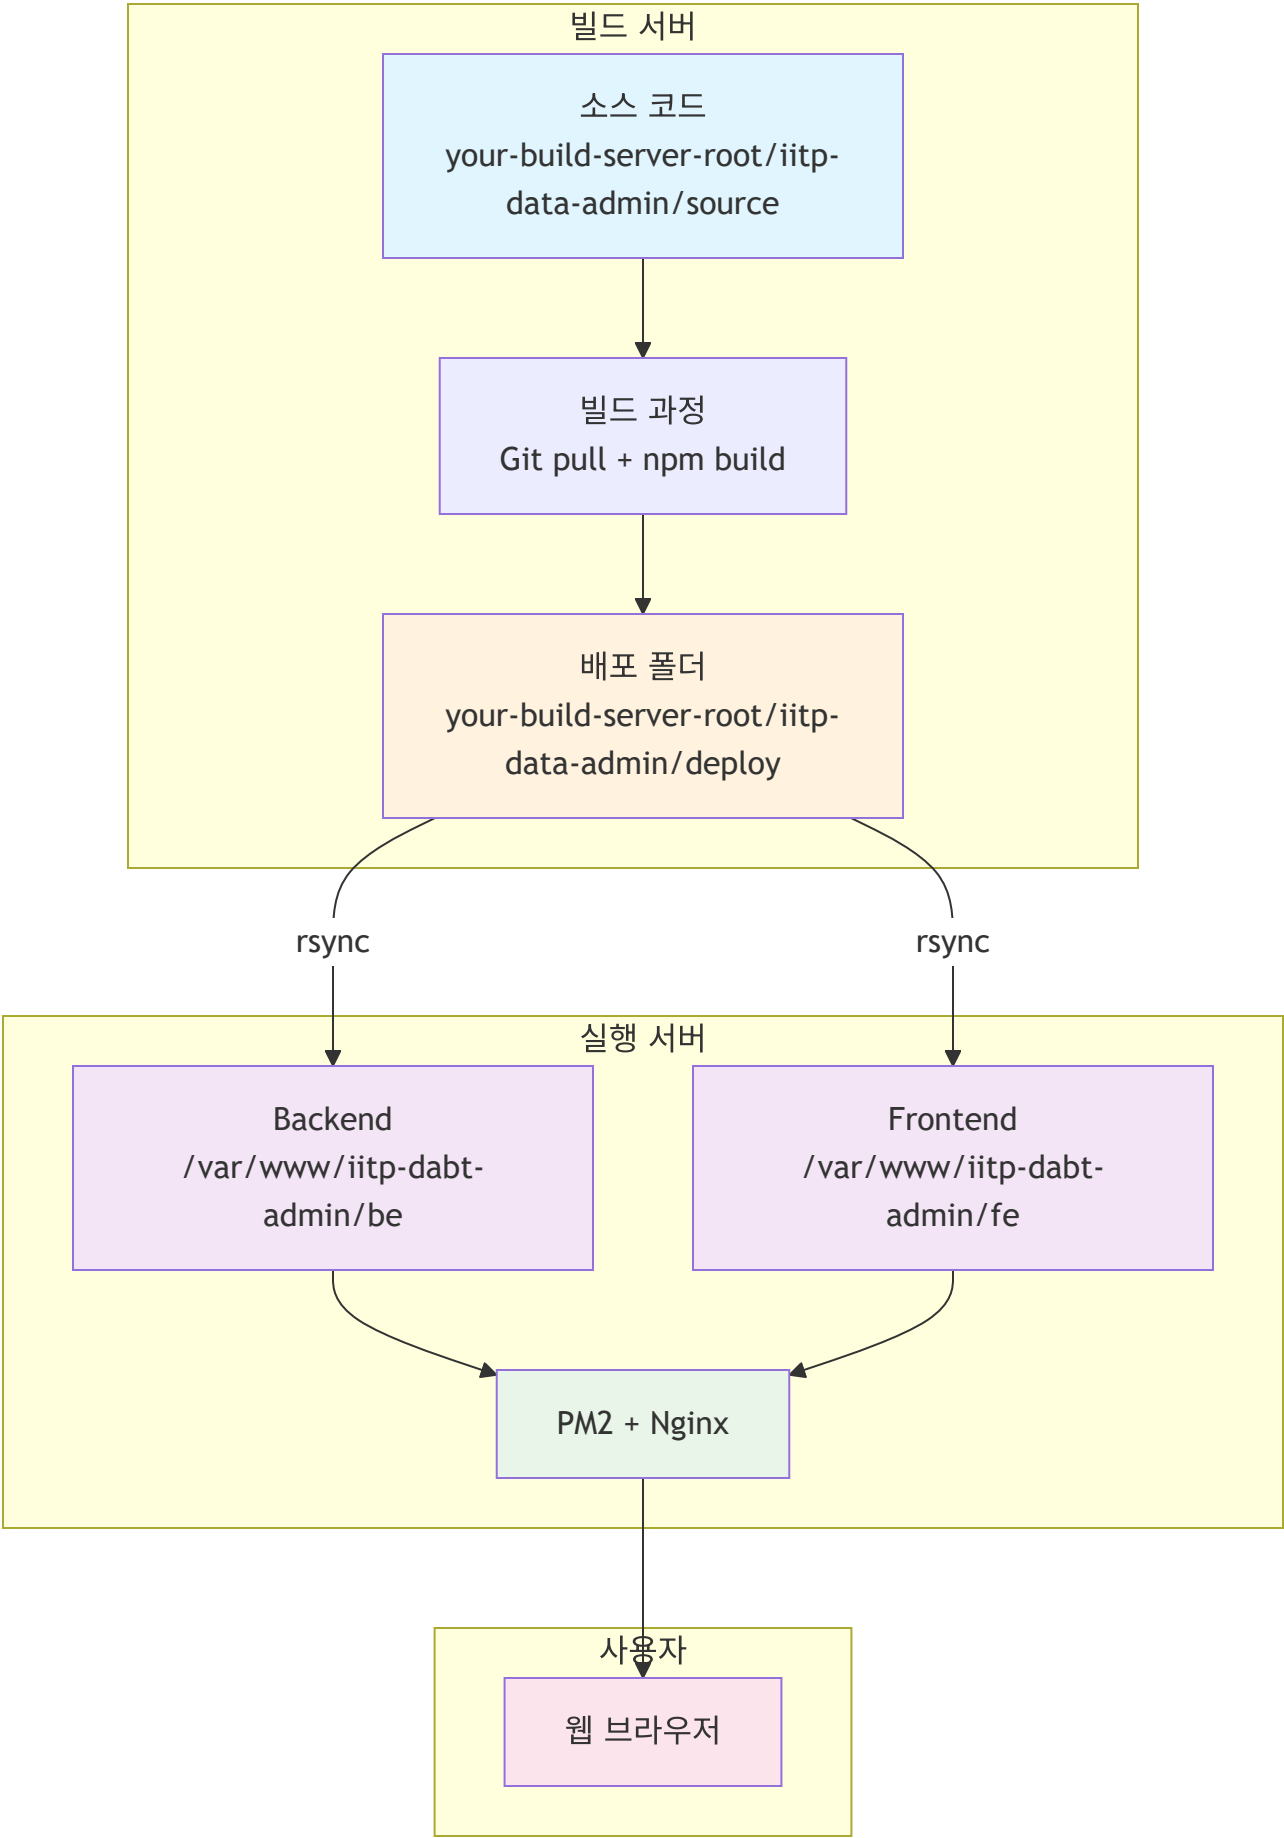 빌드 서버
소스 코드
your-build-server-root/iitp-
data-admin/source
빌드 과정
Git pull + npm build
배포 폴더
your-build-server-root/iitp-
data-admin/deploy
rsync
rsync
실행 서버
Backend
/var/www/iitp-dabt-
admin/be
Frontend
/var/www/iitp-dabt-
admin/fe
PM2 + Nginx
사용자
웹 브라우저